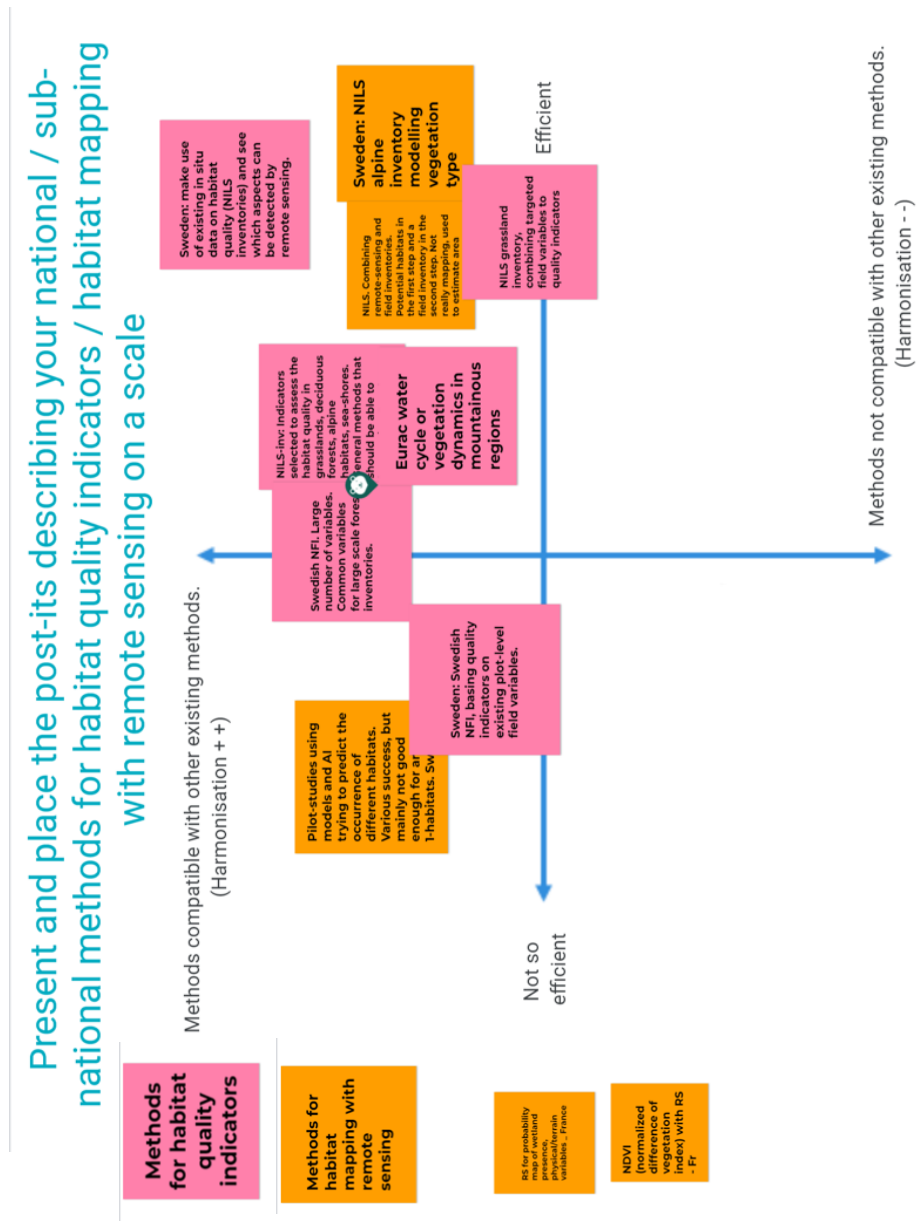 Present and place the post-its describing your national / sub-
national methods for habitat quality indicators / habitat mapping
with remote sensing on a scale
Methods
for habitat
quality
indicators
Methods for
habitat
mapping with
remote
sensing
RS for probability
map of wetland
presence,
physical/terrain
variables _ France
NDVI
(normalized
difference of
vegetation
index) with RS
- Fr
Methods compatible with other existing methods.
(Harmonisation + +)
Not so
efficient
Efficient
Methods not compatible with other existing methods.
(Harmonisation - -)
Pilot-studies using
models and AI
trying to predict the
occurrence of
different habitats.
Various success, but
mainly not good
enough for
1-habitats.
Sweden: Swedish
NFI, basing quality
indicators on
existing plot-level
field variables.
Swedish NFI. Large
number of variables.
Common variables
for large scale
inventories.
NILS-inv: Indicators
selected to assess the
habitat quality in
grasslands, deciduous
forests, alpine
habitats, sea-shores.
General methods that
should be able to
Eurac water
cycle or
vegetation
dynamics in
mountainous
regions
Sweden: make use
of existing in situ
data on habitat
quality (NILS
inventories) and see
which aspects can
be detected by
remote sensing.
Sweden: NILS
alpine
inventory
modelling
vegetation
type
NILS. Combining
remote-sensing and
field inventories.
Potential habitats in
the first step and a
field inventory in the
second step. Not
really mapping, used
to estimate area
NILS grassland
inventory,
combining targeted
field variables to
quality indicators